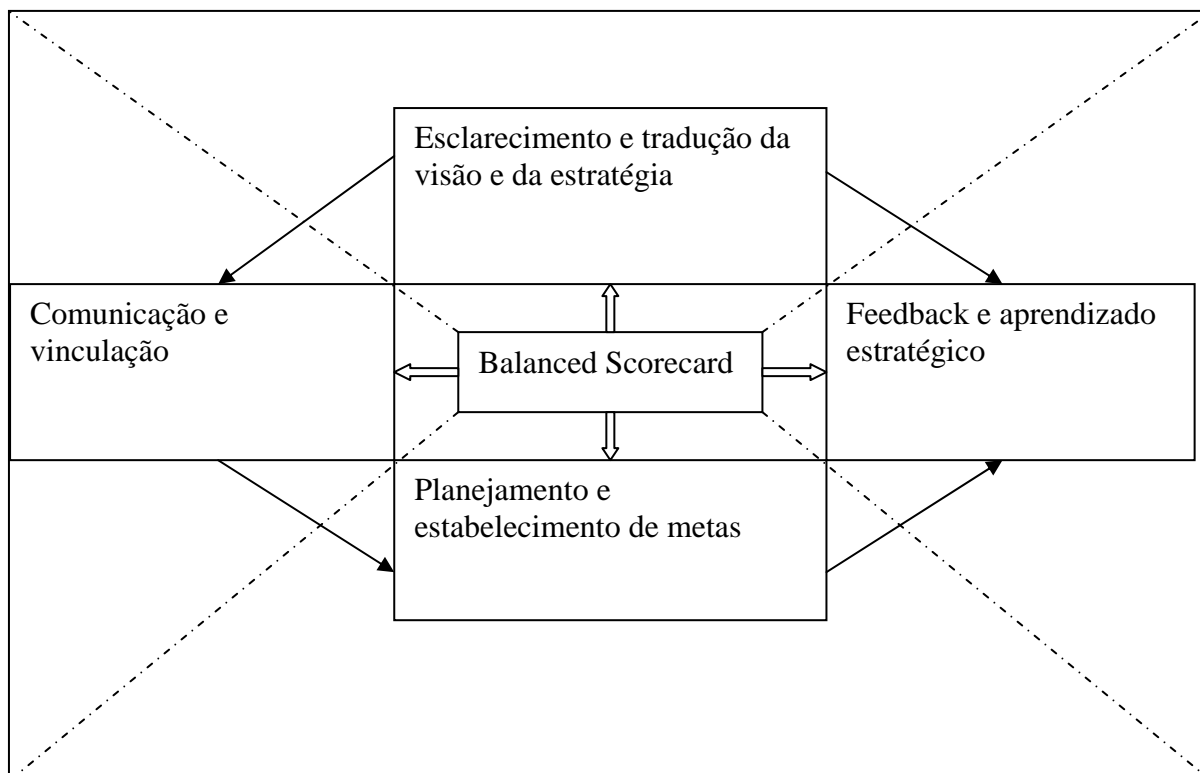 Esclarecimento e tradução da
visão e da estratégia
Comunicação e
vinculação
Balanced Scorecard
Feedback e aprendizado
estratégico
Planejamento e
estabelecimento de metas